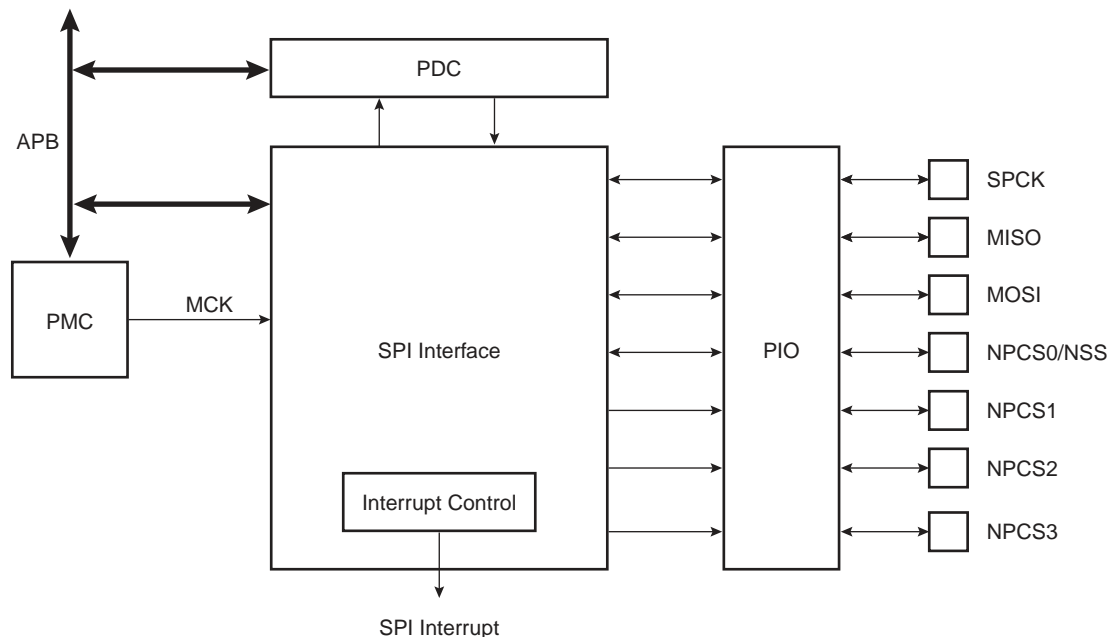 PDC
APB
SPCK
MISO
MCK
MOSI
PMC
SPI Interface
PIO
NPCS0/NSS
NPCS1
NPCS2
Interrupt Control
NPCS3
SPI Interrupt